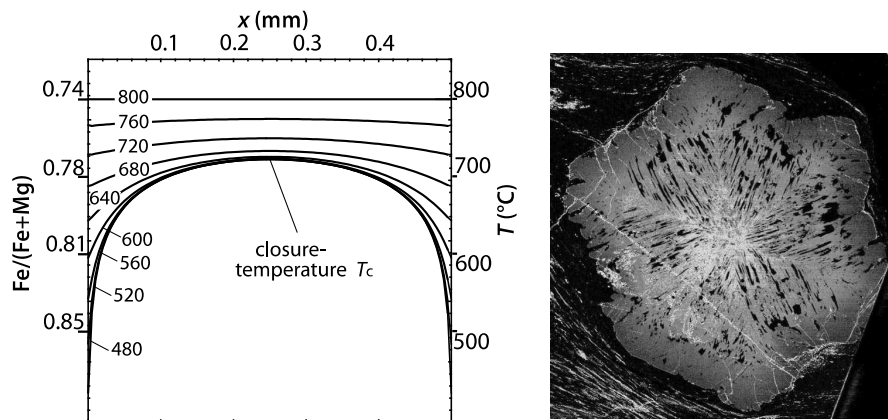 x (mm)
0.1 0.2 0.3 0.4
0.74 800 800
760
720
0.78 680 700
640
600
0.81 560 600
closure-
temperature Tc
520
0.85 500
480
Fe/(Fe+Mg)
T (°C)